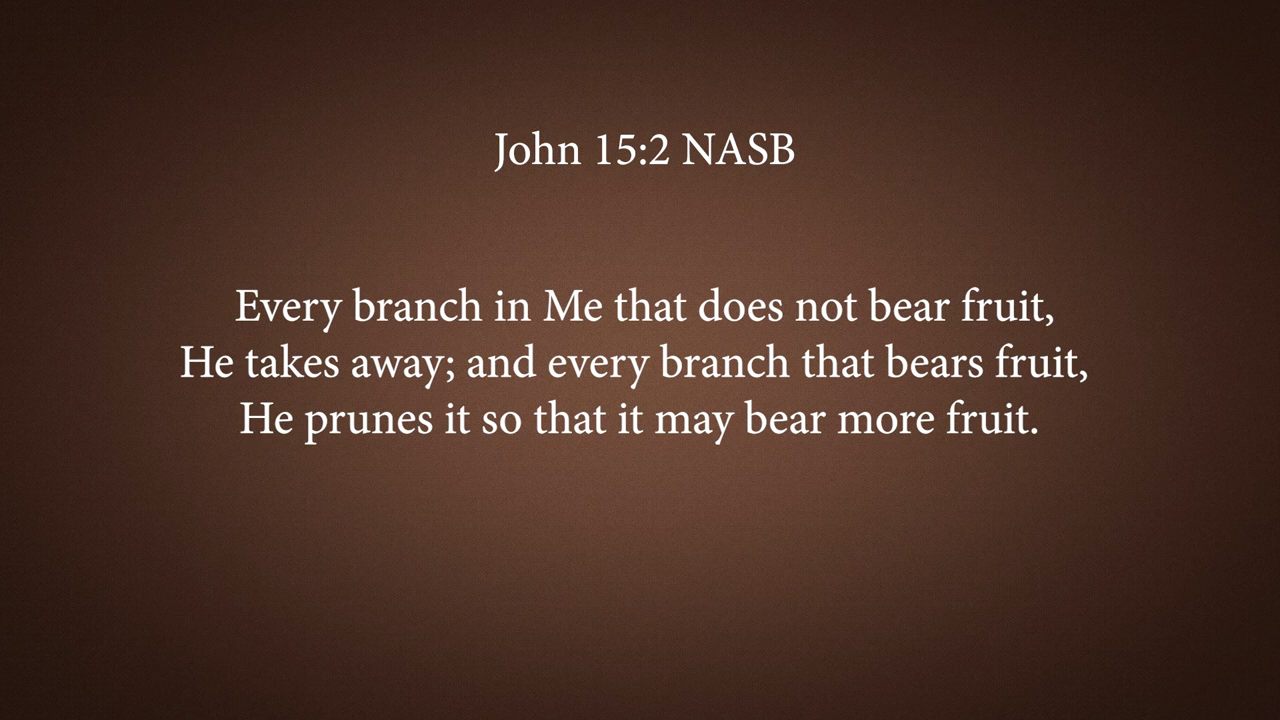 John 15:2 NASB
Every branch in Me that does not bear fruit,
He takes away; and every branch that bears fruit,
He prunes it so that it may bear more fruit.